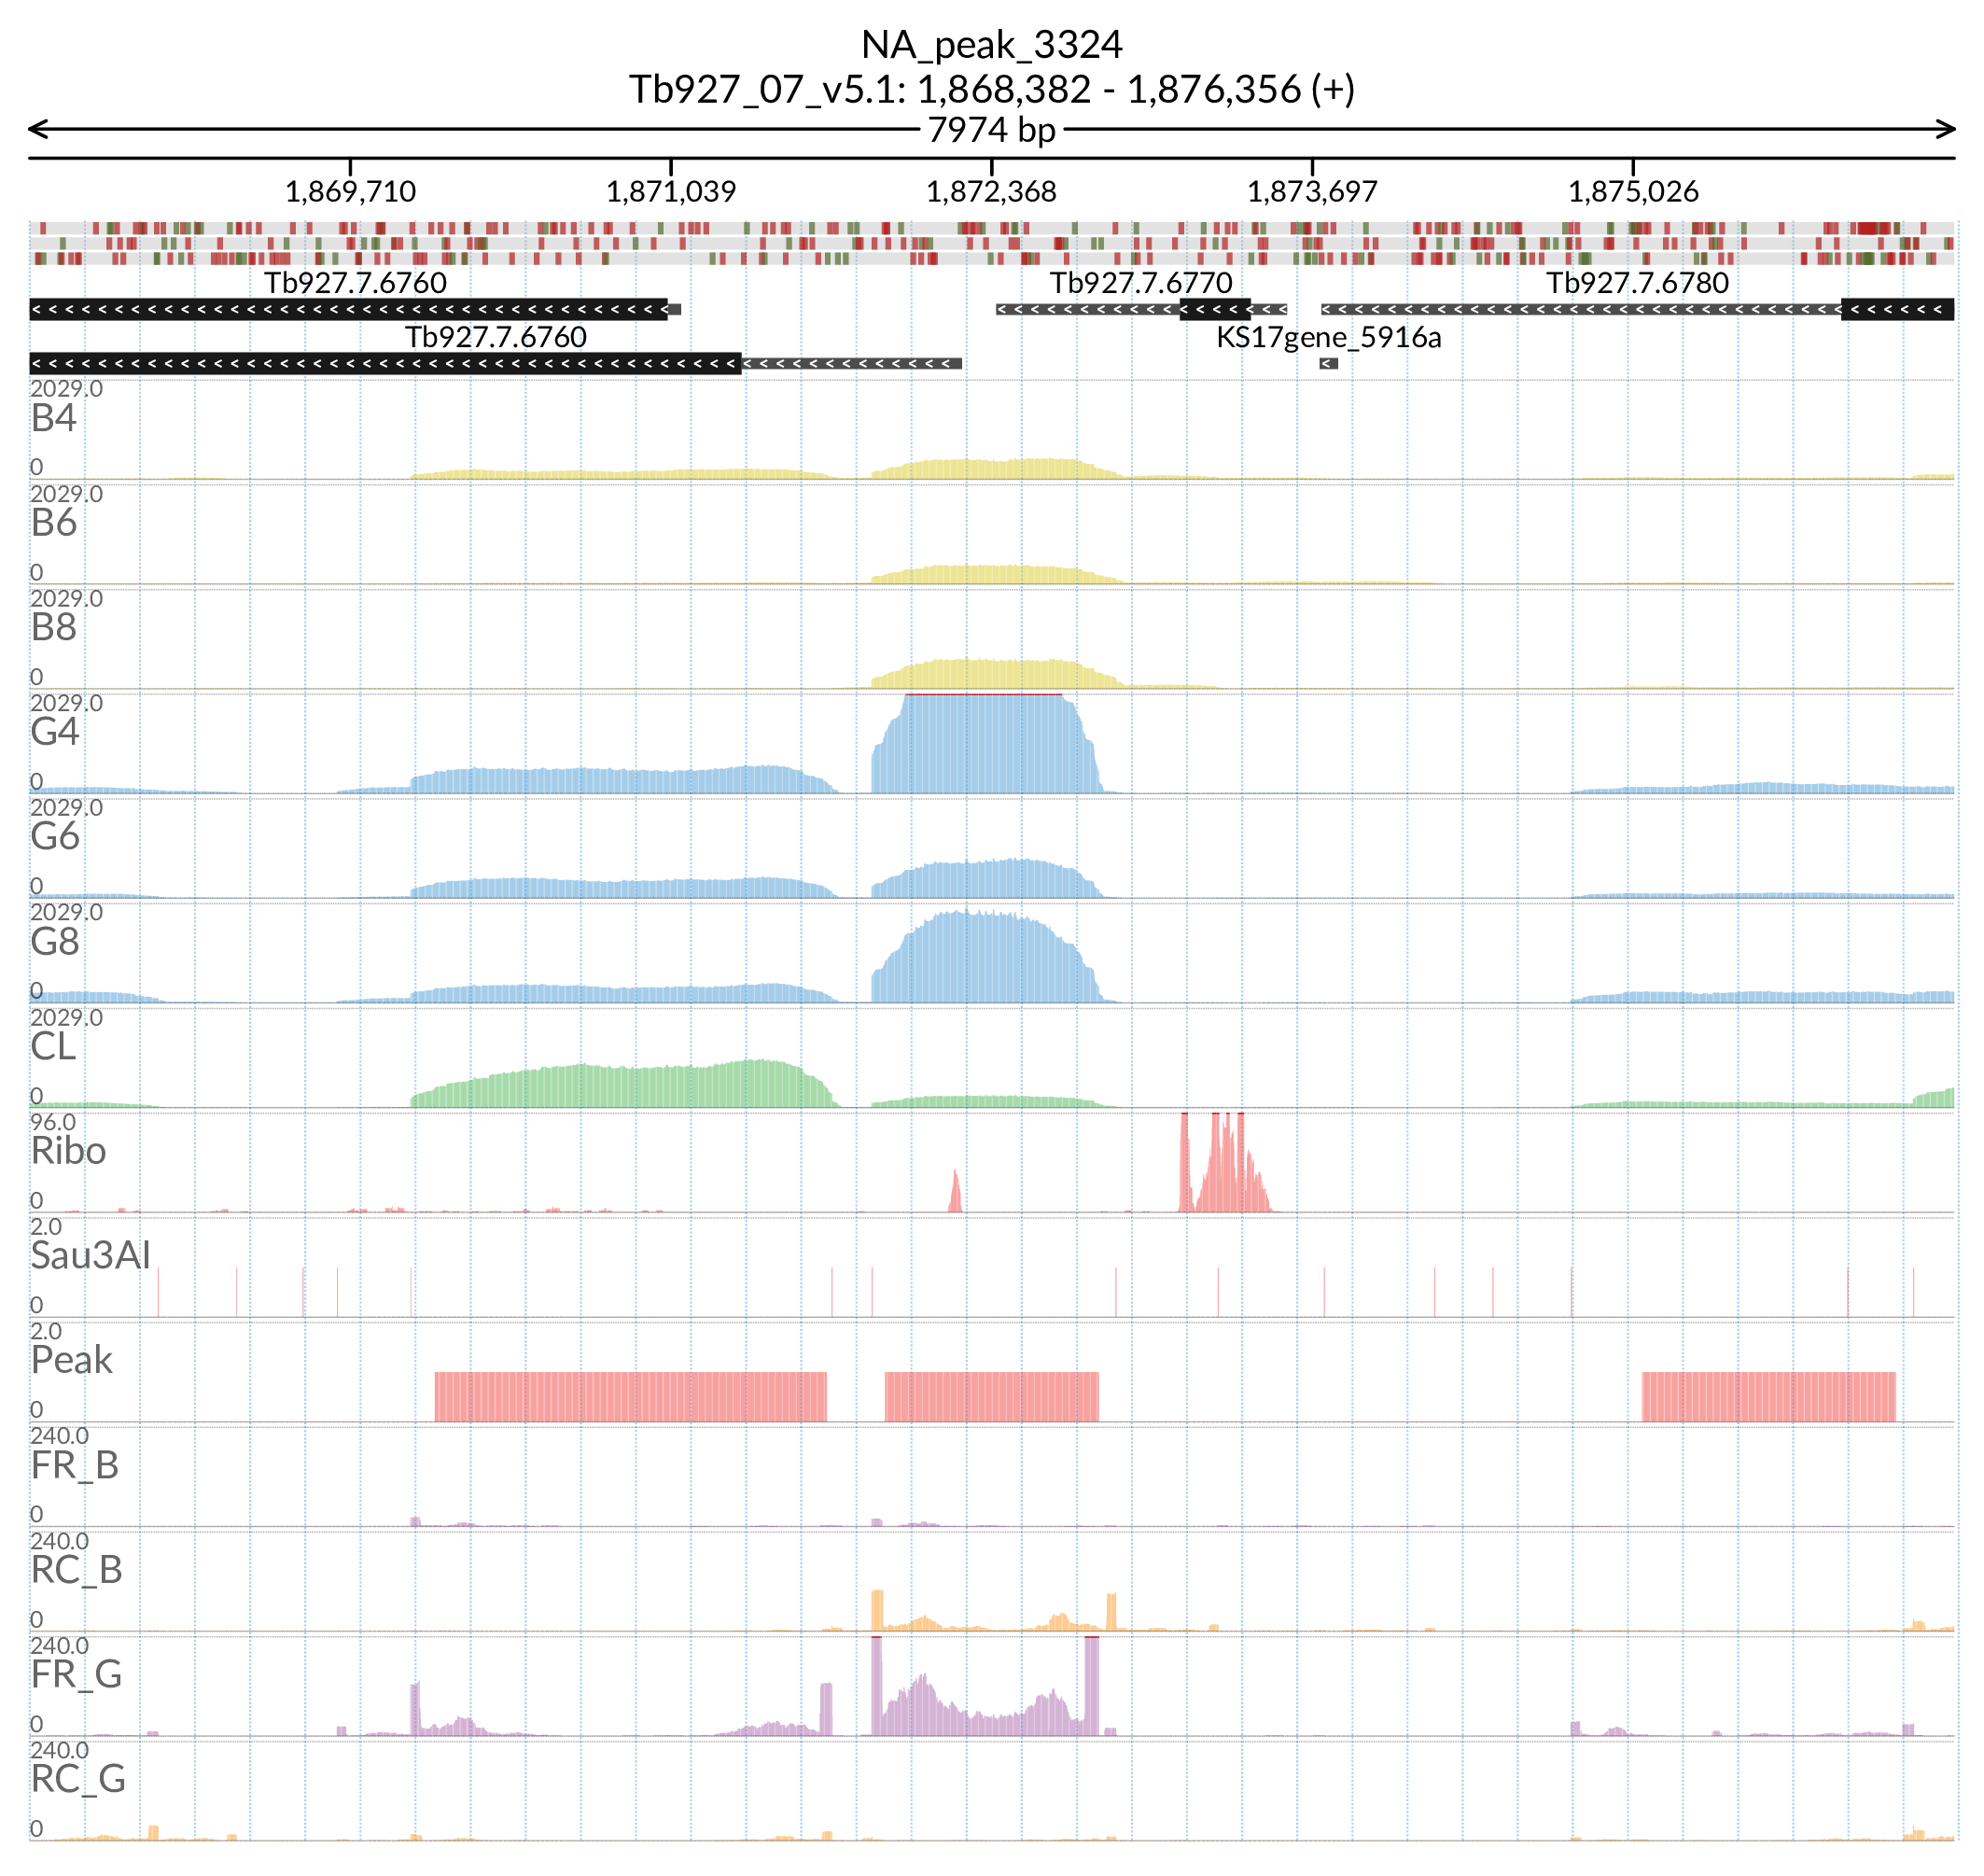 NA_peak_3324
Tb927_07_v5.1: 1,868,382 - 1,876,356 (+)
7974 bp
1,869,710 1,871,039 1,872,368 1,873,697 1,875,026
Tb927.7.6760 Tb927.7.6770 Tb927.7.6780
Tb927.7.6760 KS17gene_5916a
2029.0
B4
0
2029.0
B6
0
2029.0
B8
0
2029.0
G4
0
2029.0
G6
0
2029.0
G8
0
2029.0
CL
0
96.0
Ribo
0
2.0
Sau3AI
0
2.0
Peak
0
240.0
FR_B
0
240.0
RC_B
0
240.0
FR_G
0
240.0
RC_G
0